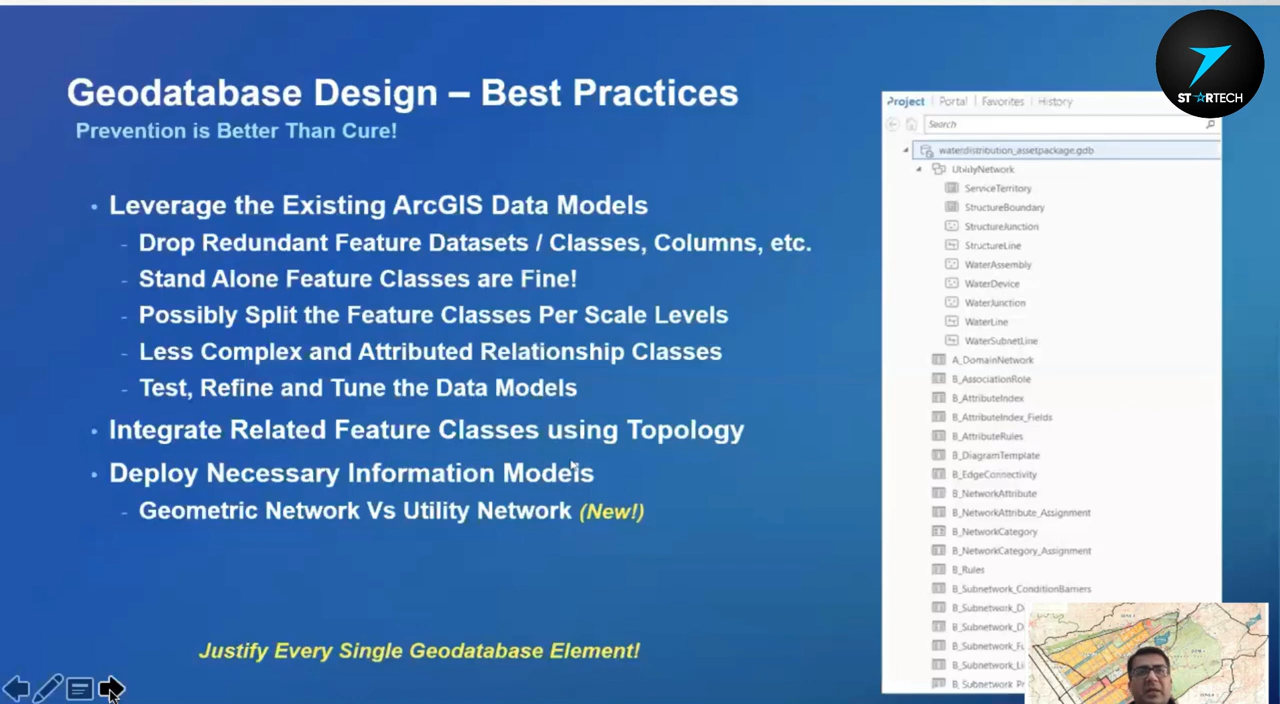 Geodatabase Design – Best Practices
Prevention is Better Than Cure!
• Leverage the Existing ArcGIS Data Models
- Drop Redundant Feature Datasets / Classes, Columns, etc.
- Stand Alone Feature Classes are Fine!
- Possibly Split the Feature Classes Per Scale Levels
- Less Complex and Attributed Relationship Classes
- Test, Refine and Tune the Data Models
• Integrate Related Feature Classes using Topology
• Deploy Necessary Information Models
- Geometric Network Vs Utility Network (New!)
Justify Every Single Geodatabase Element!
STARTECH
Project Portal Favorites History
Search
waterdistribution_assetpackage.gdb
UtilityNetwork
ServiceTerritory
StructureBoundary
StructureJunction
StructureLine
WaterAssembly
WaterDevice
WaterJunction
WaterLine
WaterSubnetLine
A_DomainNetwork
B_AssociationRole
B_AttributeIndex
B_AttributeIndex_Fields
B_AttributeRules
B_DiagramTemplate
B_EdgeConnectivity
B_NetworkAttribute
B_NetworkAttribute_Assignment
B_NetworkCategory
B_NetworkCategory_Assignment
B_Rules
B_Subnetwork_ConditionBarriers
B_Subnetwork_D
B_Subnetwork_D
B_Subnetwork_Fu
B_Subnetwork_Li
B_Subnetwork_Pr